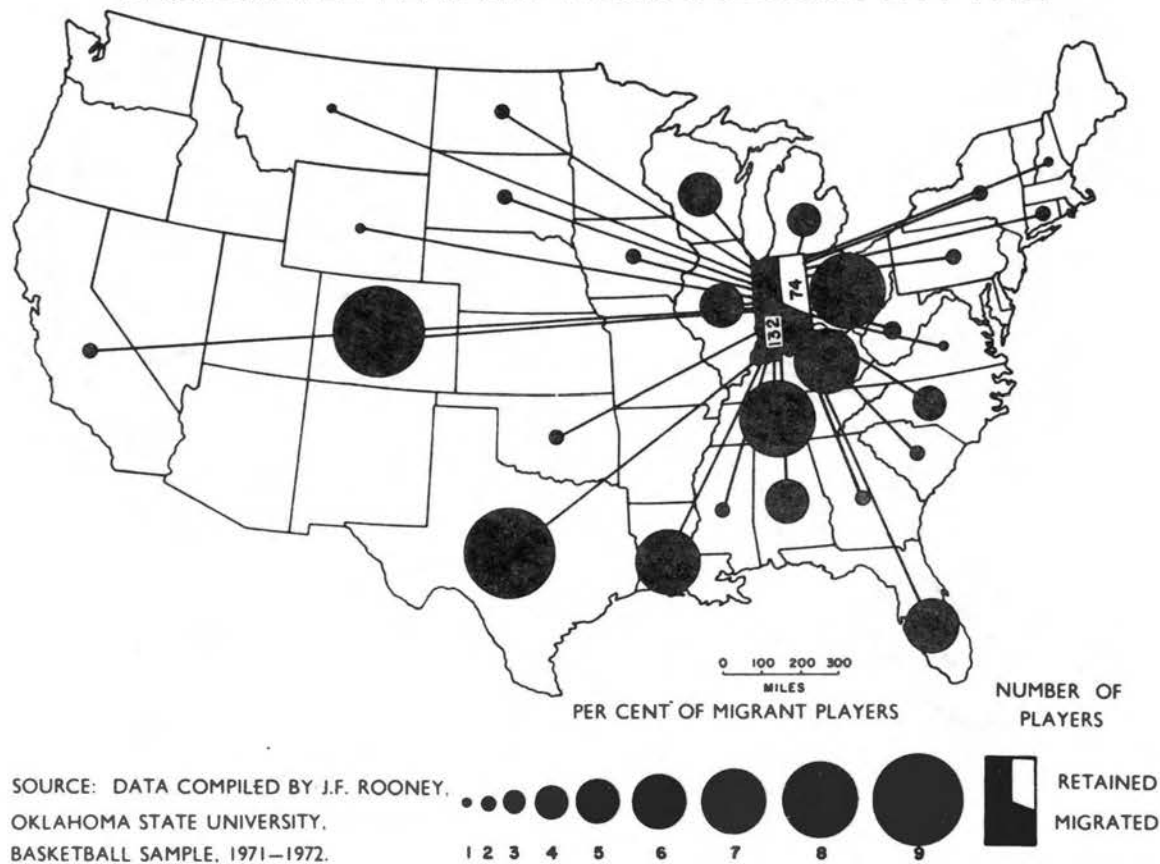 74
132
0 100 200 300
MILES
PER CENT OF MIGRANT PLAYERS
NUMBER OF
PLAYERS
SOURCE: DATA COMPILED BY J.F. ROONEY,
OKLAHOMA STATE UNIVERSITY,
BASKETBALL SAMPLE, 1971–1972.
1 2 3 4 5 6 7 8 9
RETAINED
MIGRATED